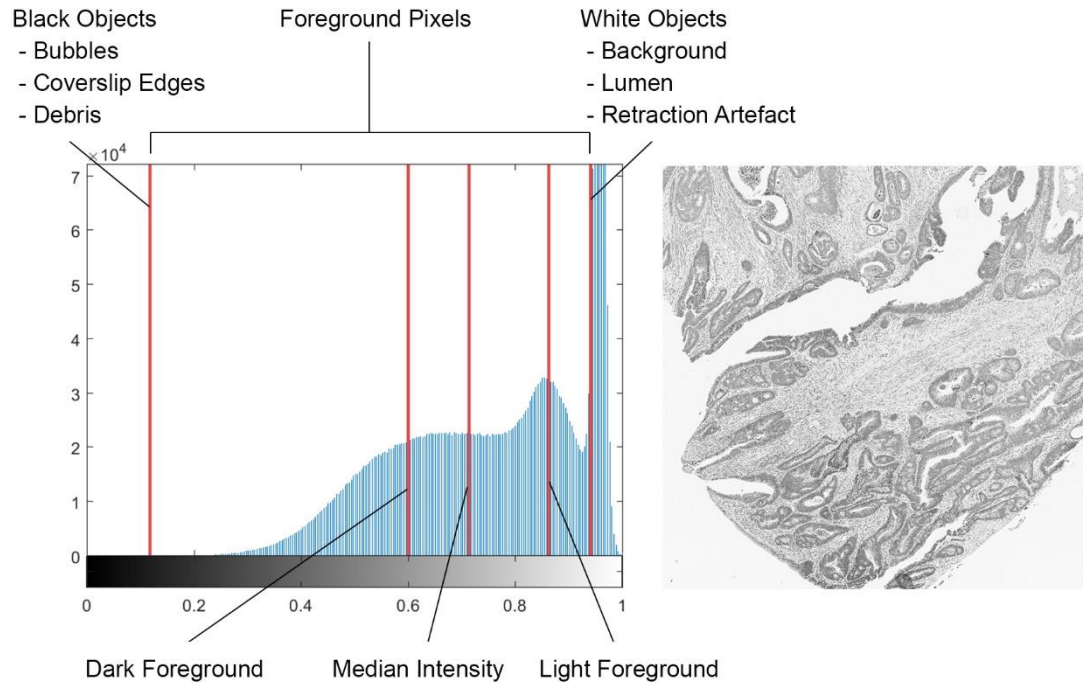 Black Objects
- Bubbles
- Coverslip Edges
- Debris
Foreground Pixels
White Objects
- Background
- Lumen
- Retraction Artefact
×10⁴
7
6
5
4
3
2
1
0
0 0.2 0.4 0.6 0.8 1
Dark Foreground
Median Intensity
Light Foreground